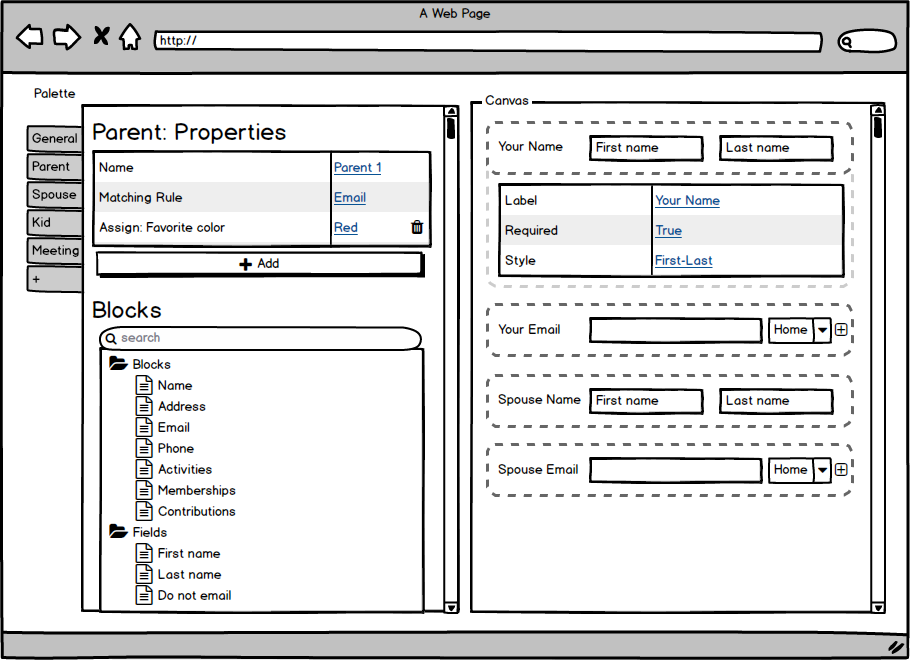 A Web Page
http://
Palette
General
Parent
Spouse
Kid
Meeting
+
Parent: Properties
Name Parent 1
Matching Rule Email
Assign: Favorite color Red
+ Add
Blocks
search
Blocks
Name
Address
Email
Phone
Activities
Memberships
Contributions
Fields
First name
Last name
Do not email
Canvas
Your Name First name Last name
Label Your Name
Required True
Style First-Last
Your Email Home
Spouse Name First name Last name
Spouse Email Home